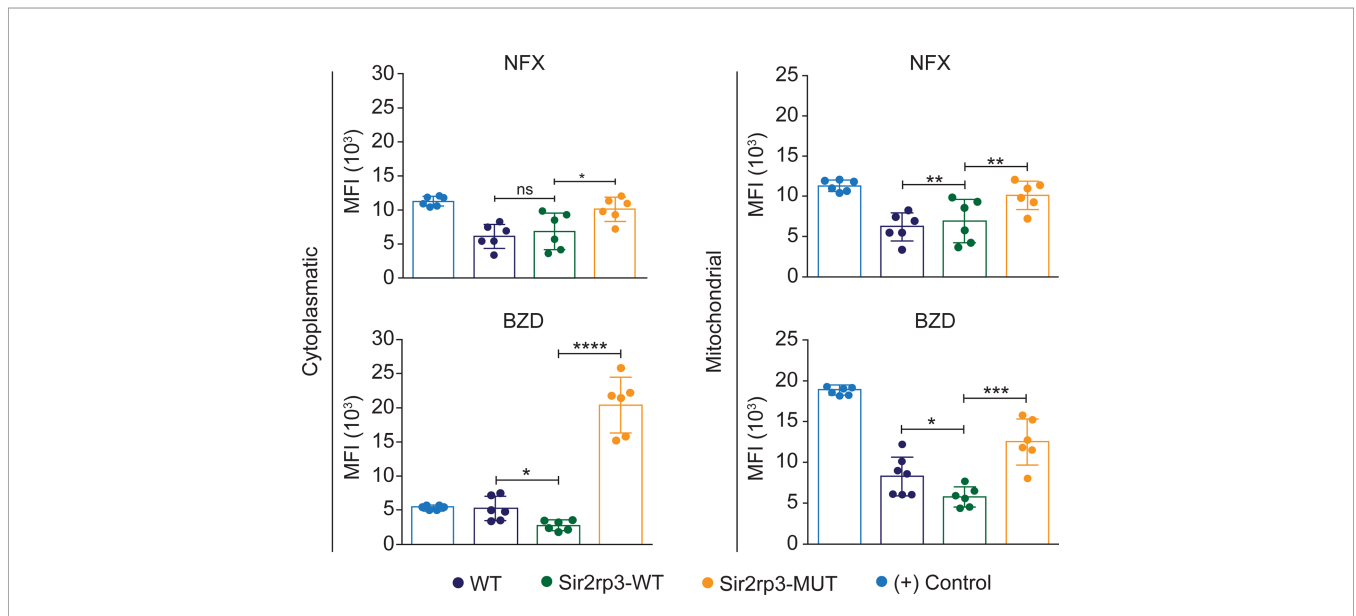 NFX
Cytoplasmatic
MFI (10³)
30
25
20
15
10
5
0
ns
*
NFX
Mitochondrial
MFI (10³)
25
20
15
10
5
0
**
**
BZD
MFI (10³)
30
25
20
15
10
5
0
*
****
BZD
MFI (10³)
25
20
15
10
5
0
*
***
WT Sir2rp3-WT Sir2rp3-MUT (+) Control